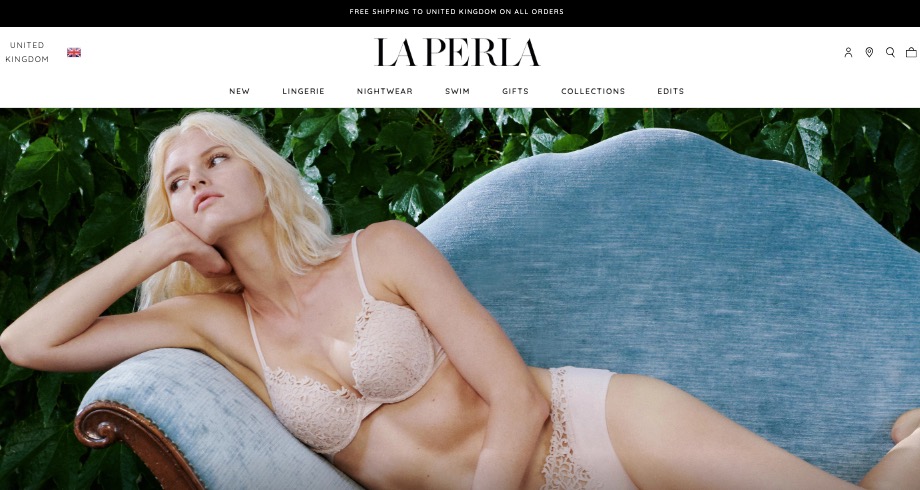 FREE SHIPPING TO UNITED KINGDOM ON ALL ORDERS
UNITED
KINGDOM
LA PERLA
NEW LINGERIE NIGHTWEAR SWIM GIFTS COLLECTIONS EDITS